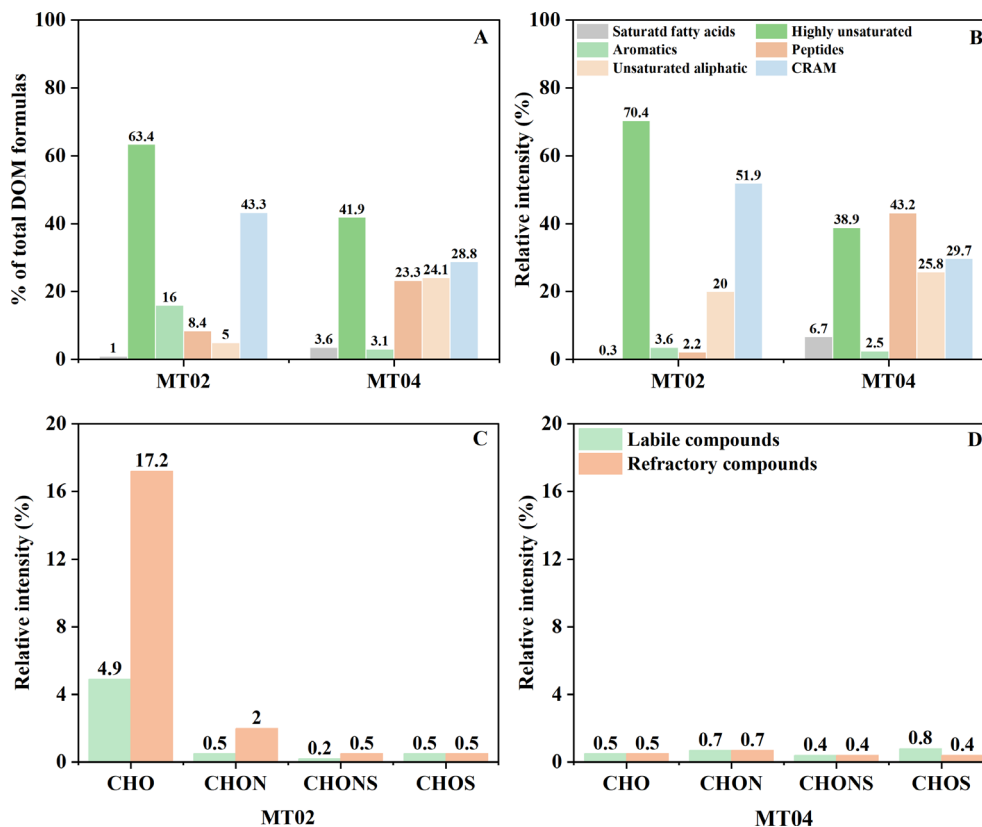 100
80
60
40
20
0
% of total DOM formulas
A
1
63.4
16
8.4
5
43.3
3.6
41.9
3.1
23.3
24.1
28.8
MT02
MT04
100
80
60
40
20
0
Relative intensity (%)
Saturatd fatty acids
Highly unsaturated
Aromatics
Peptides
Unsaturated aliphatic
CRAM
B
0.3
70.4
3.6
2.2
20
51.9
6.7
38.9
2.5
43.2
25.8
29.7
MT02
MT04
20
16
12
8
4
0
Relative intensity (%)
C
4.9
17.2
0.5
2
0.2
0.5
0.5
0.5
CHO
CHON
CHONS
CHOS
MT02
20
16
12
8
4
0
Relative intensity (%)
Labile compounds
Refractory compounds
D
0.5
0.5
0.7
0.7
0.4
0.4
0.8
0.4
CHO
CHON
CHONS
CHOS
MT04